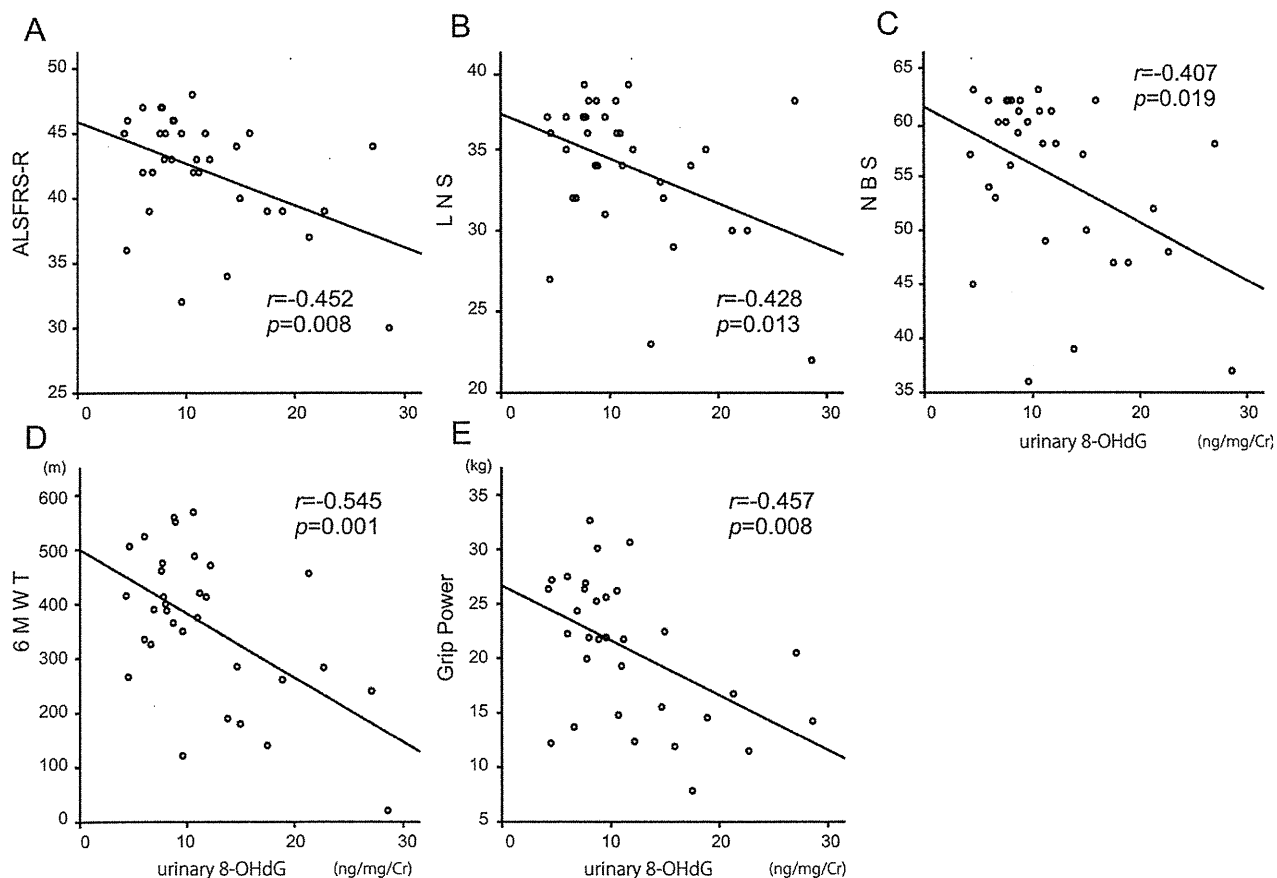 A
50
45
40
35
30
25
ALSFRS-R
r=-0.452
p=0.008
0 10 20 30
B
40
35
30
25
20
L N S
r=-0.428
p=0.013
0 10 20 30
C
65
60
55
50
45
40
35
N B S
r=-0.407
p=0.019
0 10 20 30
urinary 8-OHdG (ng/mg/Cr)
D
(m)
600
500
400
300
200
100
0
6 M W T
r=-0.545
p=0.001
0 10 20 30
urinary 8-OHdG (ng/mg/Cr)
E
(kg)
35
30
25
20
15
10
5
Grip Power
r=-0.457
p=0.008
0 10 20 30
urinary 8-OHdG (ng/mg/Cr)